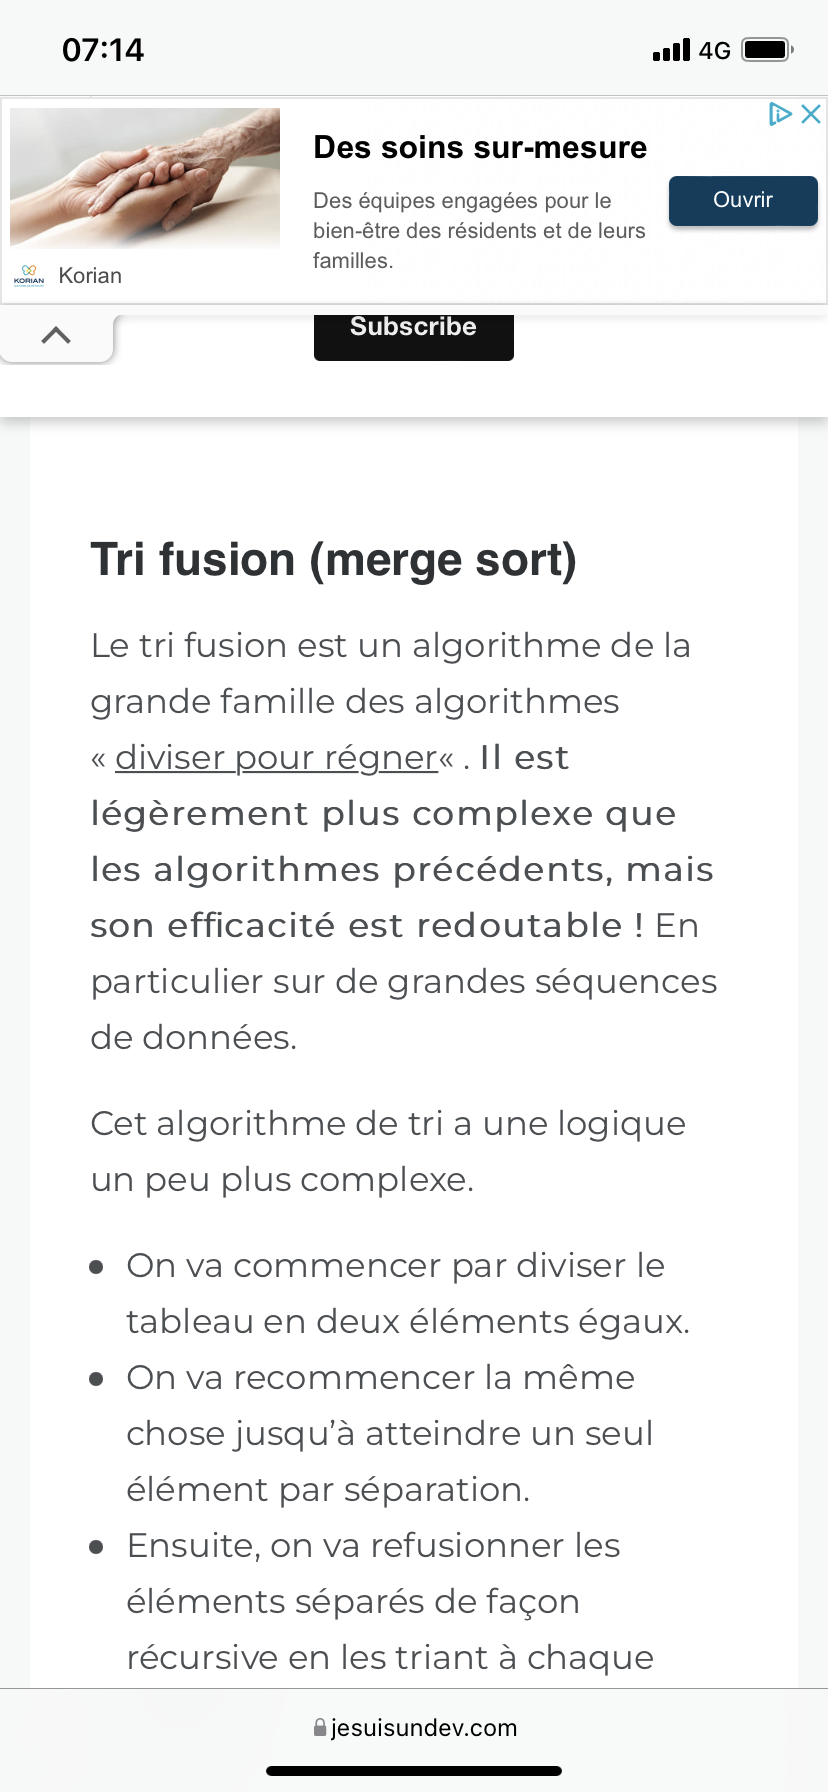 07:14
4G
Des soins sur-mesure
Des équipes engagées pour le
bien-être des résidents et de leurs
familles.
Ouvrir
KORIAN
Korian
Subscribe
Tri fusion (merge sort)
Le tri fusion est un algorithme de la
grande famille des algorithmes
« diviser pour régner« . Il est
légèrement plus complexe que
les algorithmes précédents, mais
son efficacité est redoutable ! En
particulier sur de grandes séquences
de données.
Cet algorithme de tri a une logique
un peu plus complexe.
• On va commencer par diviser le
tableau en deux éléments égaux.
• On va recommencer la même
chose jusqu’à atteindre un seul
élément par séparation.
• Ensuite, on va refusionner les
éléments séparés de façon
récursive en les triant à chaque
jesuisundev.com